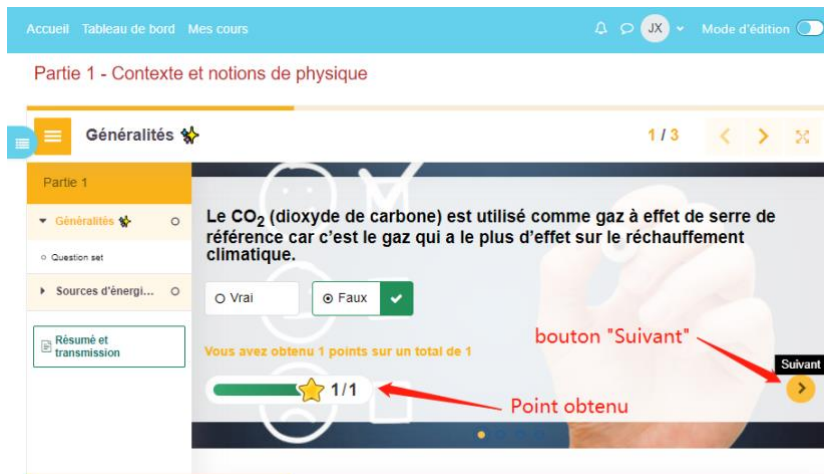 Accueil Tableau de bord Mes cours
JX
Mode d'édition
Partie 1 - Contexte et notions de physique
Généralités
1 / 3
Partie 1
Généralités
Question set
Sources d'énergi...
Résumé et
transmission
Le CO2 (dioxyde de carbone) est utilisé comme gaz à effet de serre de
référence car c'est le gaz qui a le plus d'effet sur le réchauffement
climatique.
Vrai
Faux
Vous avez obtenu 1 points sur un total de 1
1/1
bouton "Suivant"
Suivant
Point obtenu